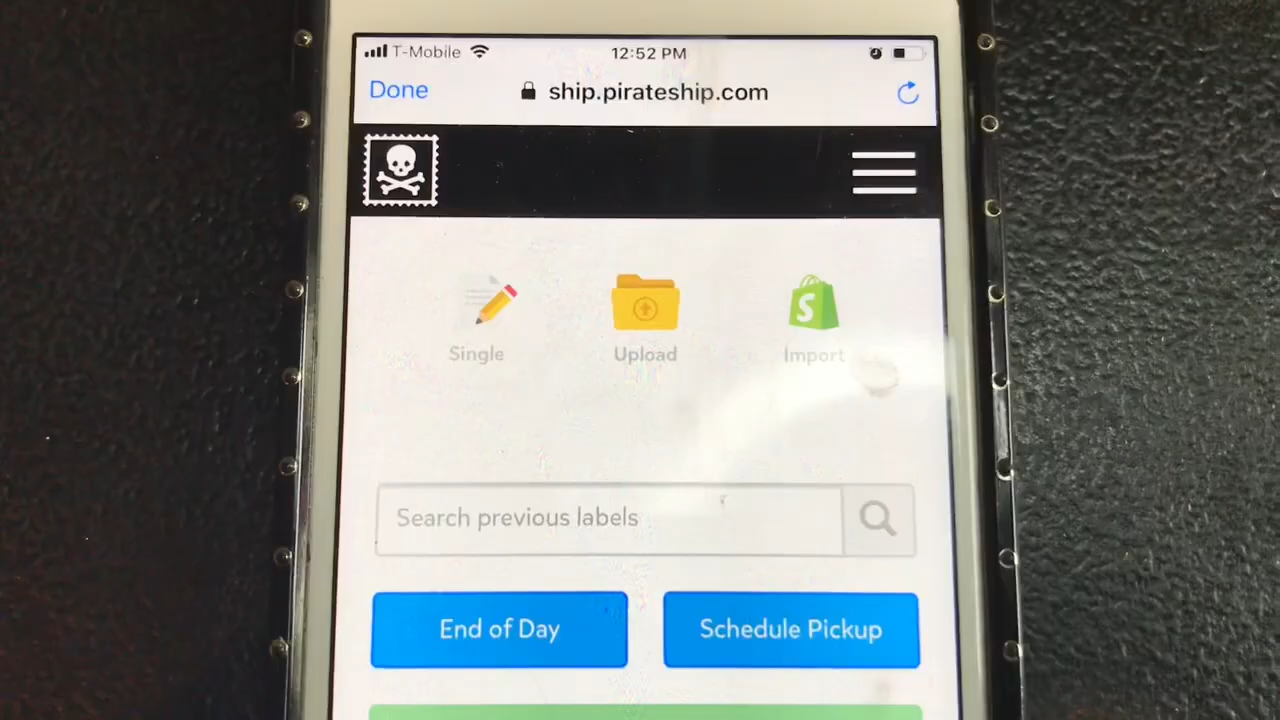 T-Mobile 12:52 PM
Done ship.pirateship.com
Single Upload Import
Search previous labels
End of Day Schedule Pickup